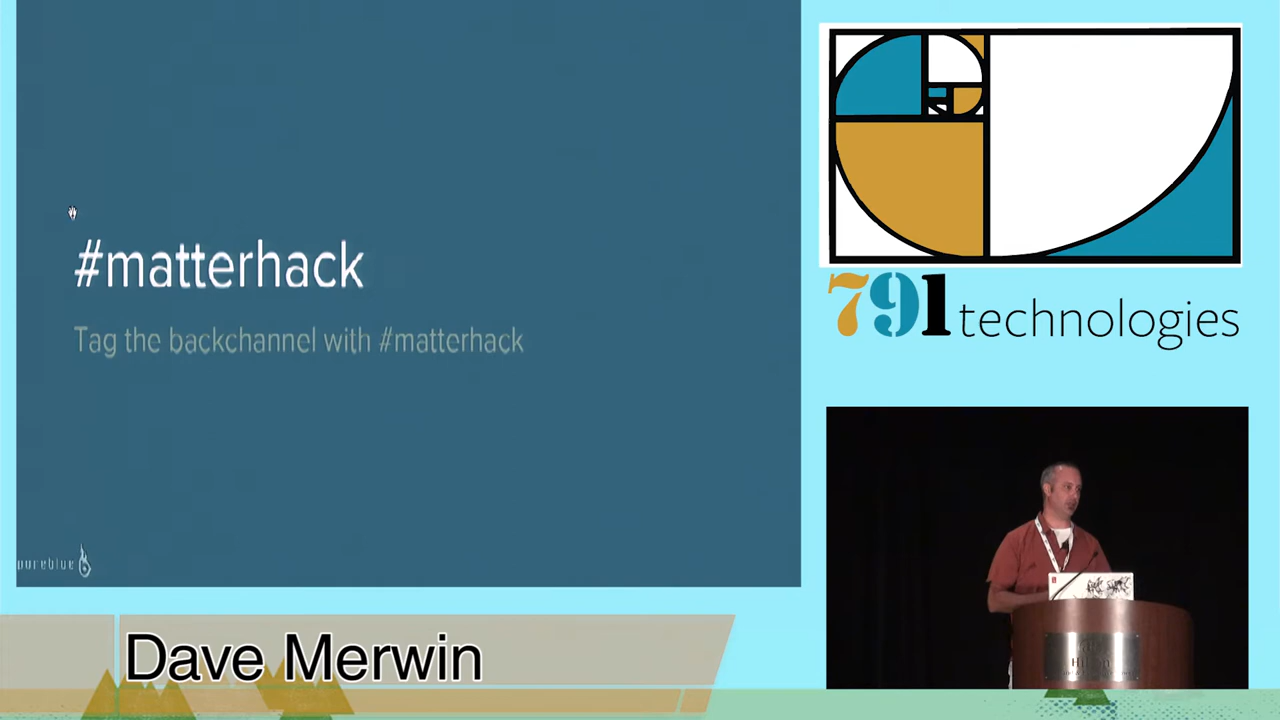 #matterhack
Tag the backchannel with #matterhack
pureblue
791 technologies
Dave Merwin